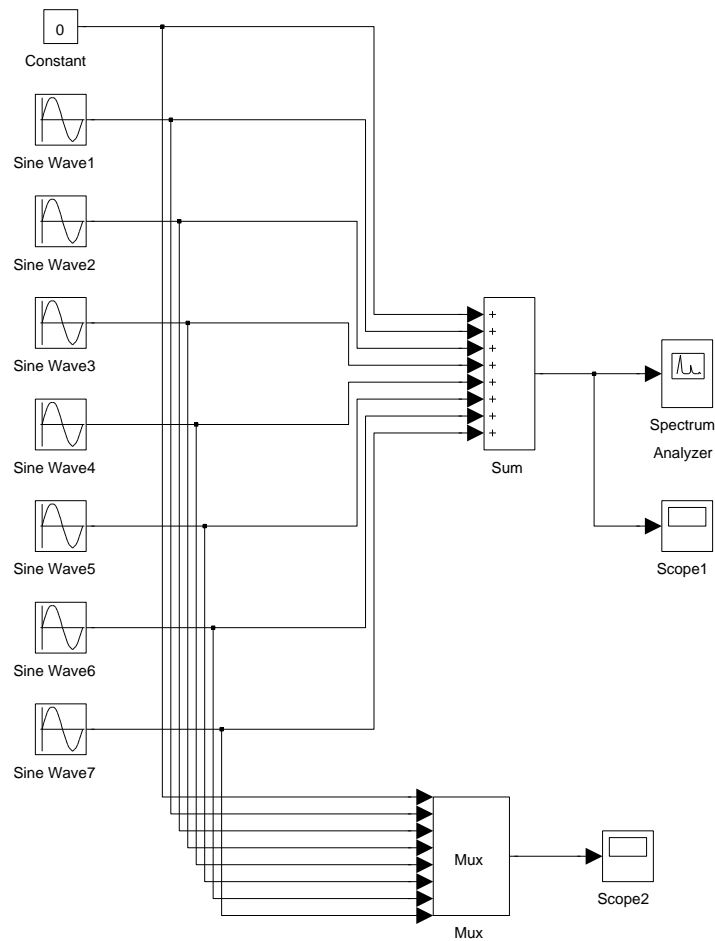 0
Constant
Sine Wave1
Sine Wave2
Sine Wave3
Sine Wave4
Sine Wave5
Sine Wave6
Sine Wave7
+
+
+
+
+
+
+
+
Sum
Spectrum
Analyzer
Scope1
Mux
Mux
Scope2